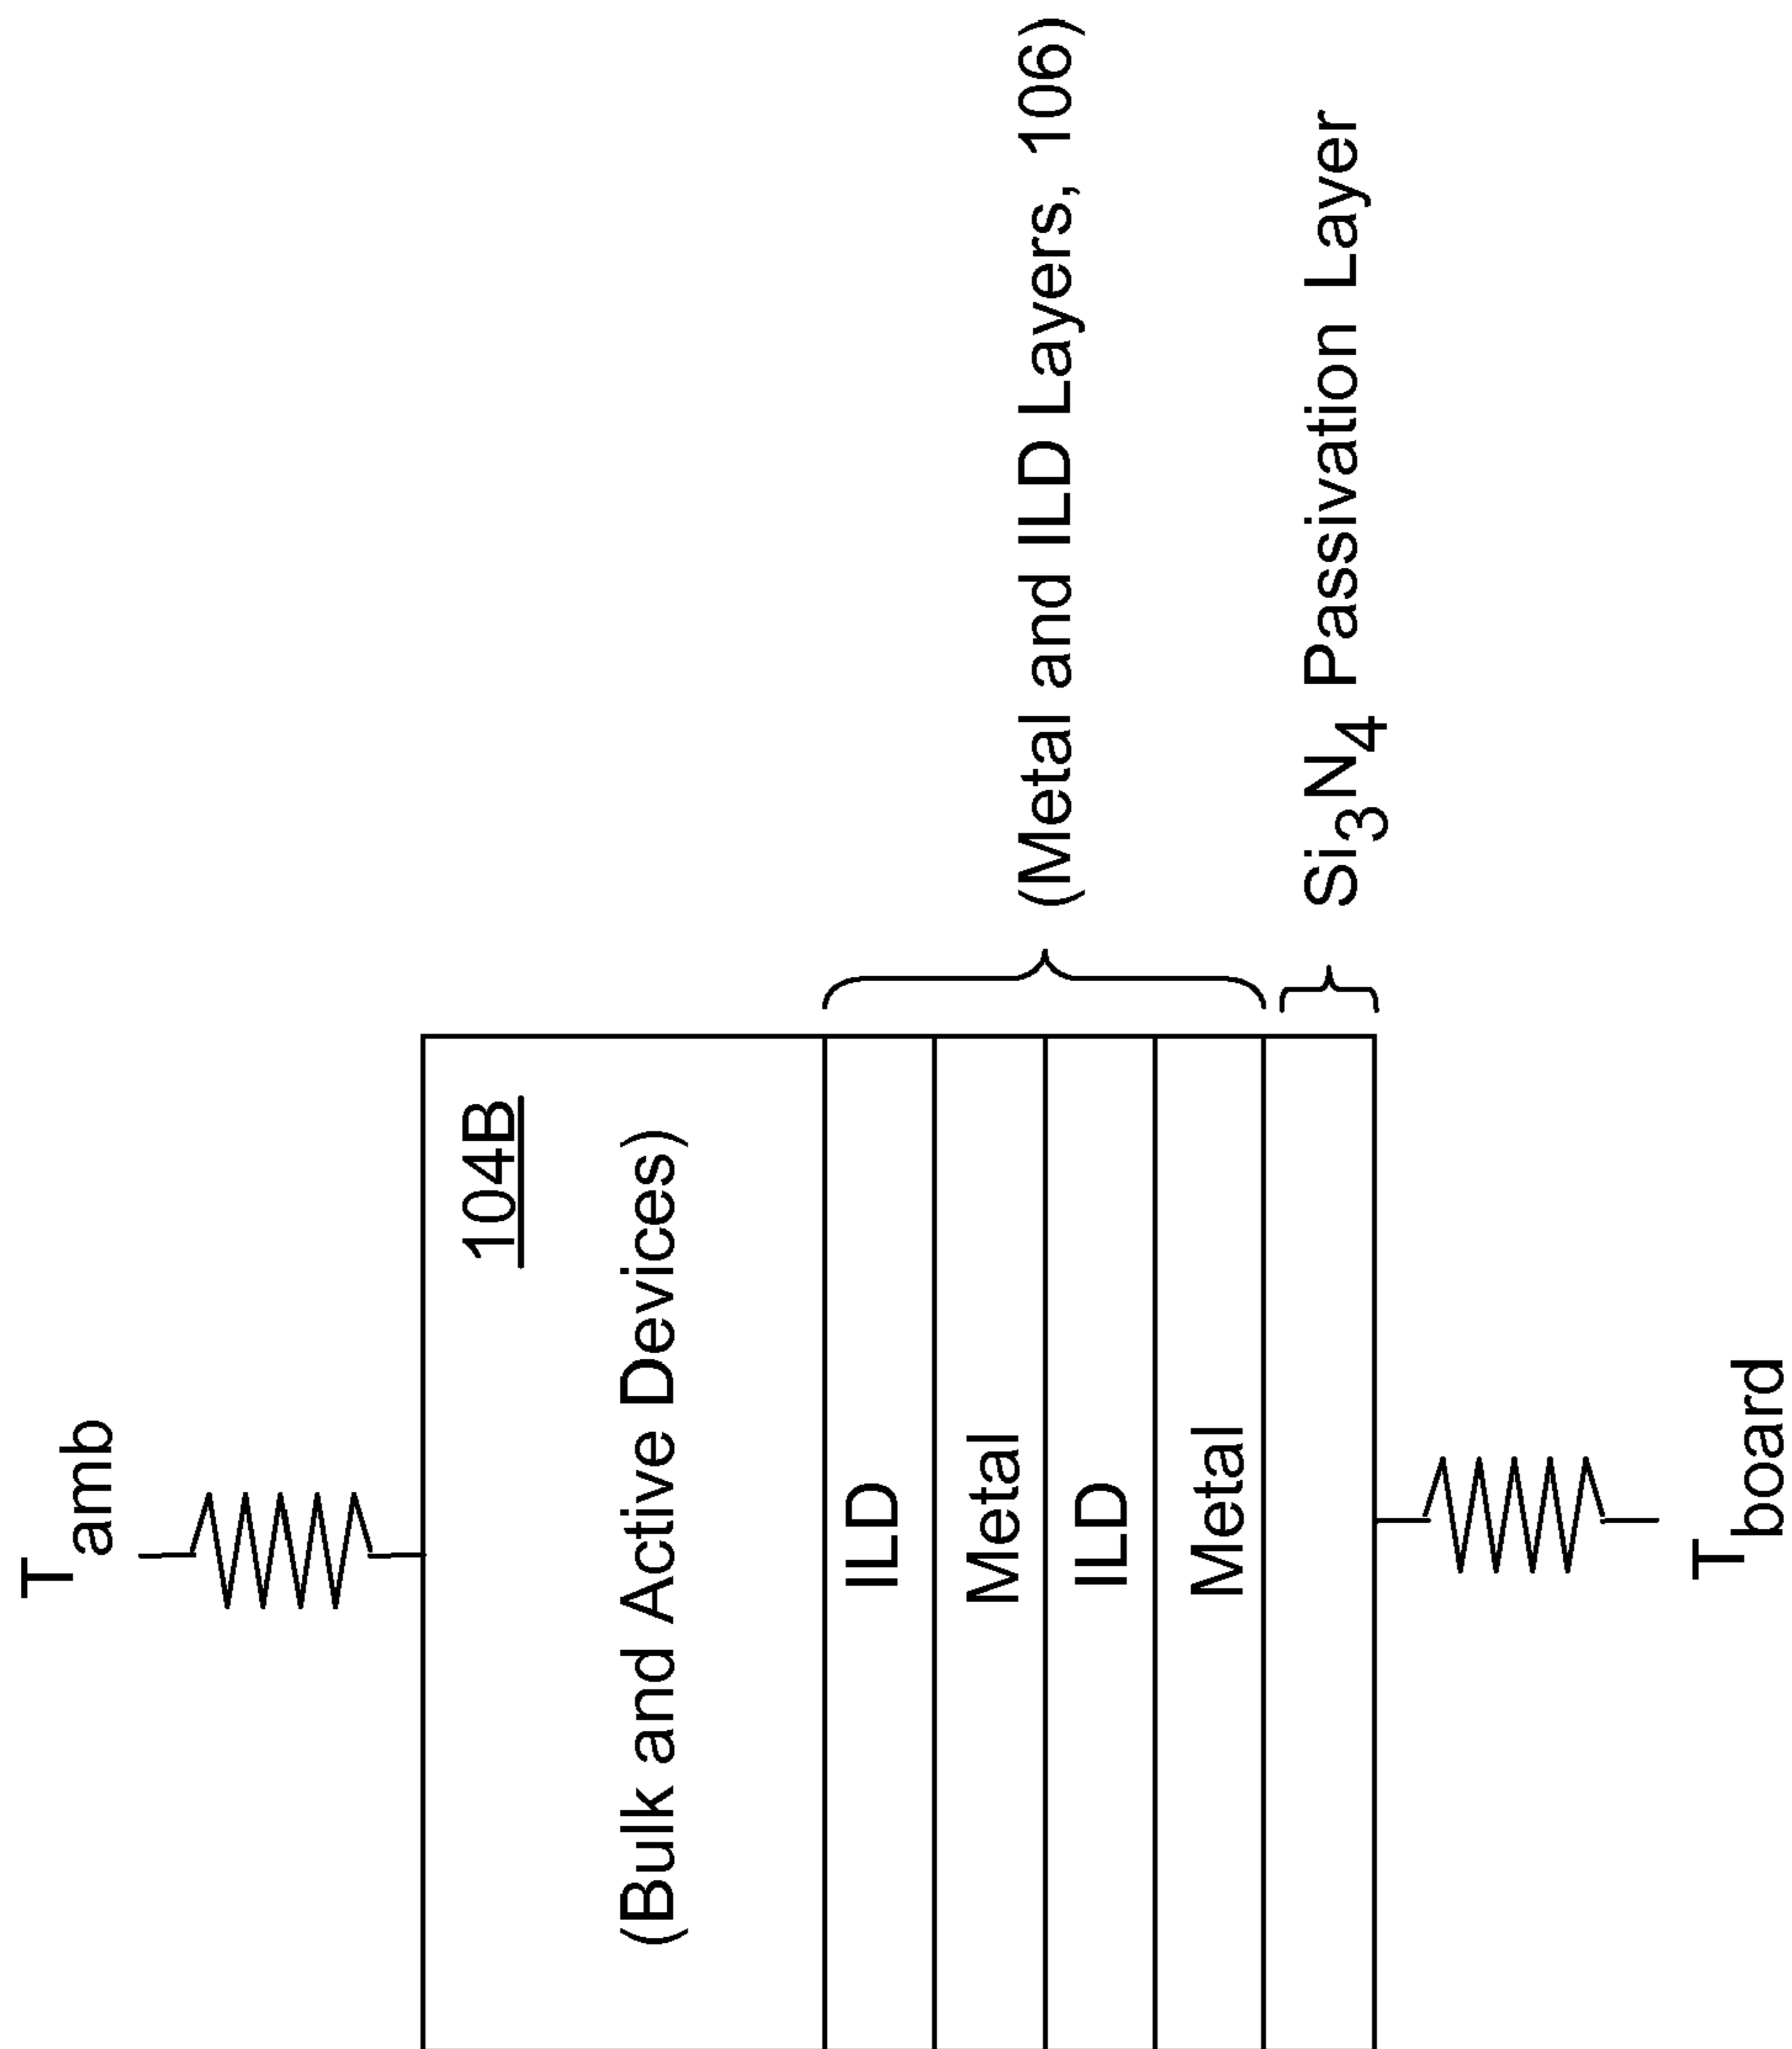 T_amb
104B
(Bulk and Active Devices)
ILD
Metal
ILD
Metal
(Metal and ILD Layers, 106)
Si₃N₄ Passivation Layer
T_board